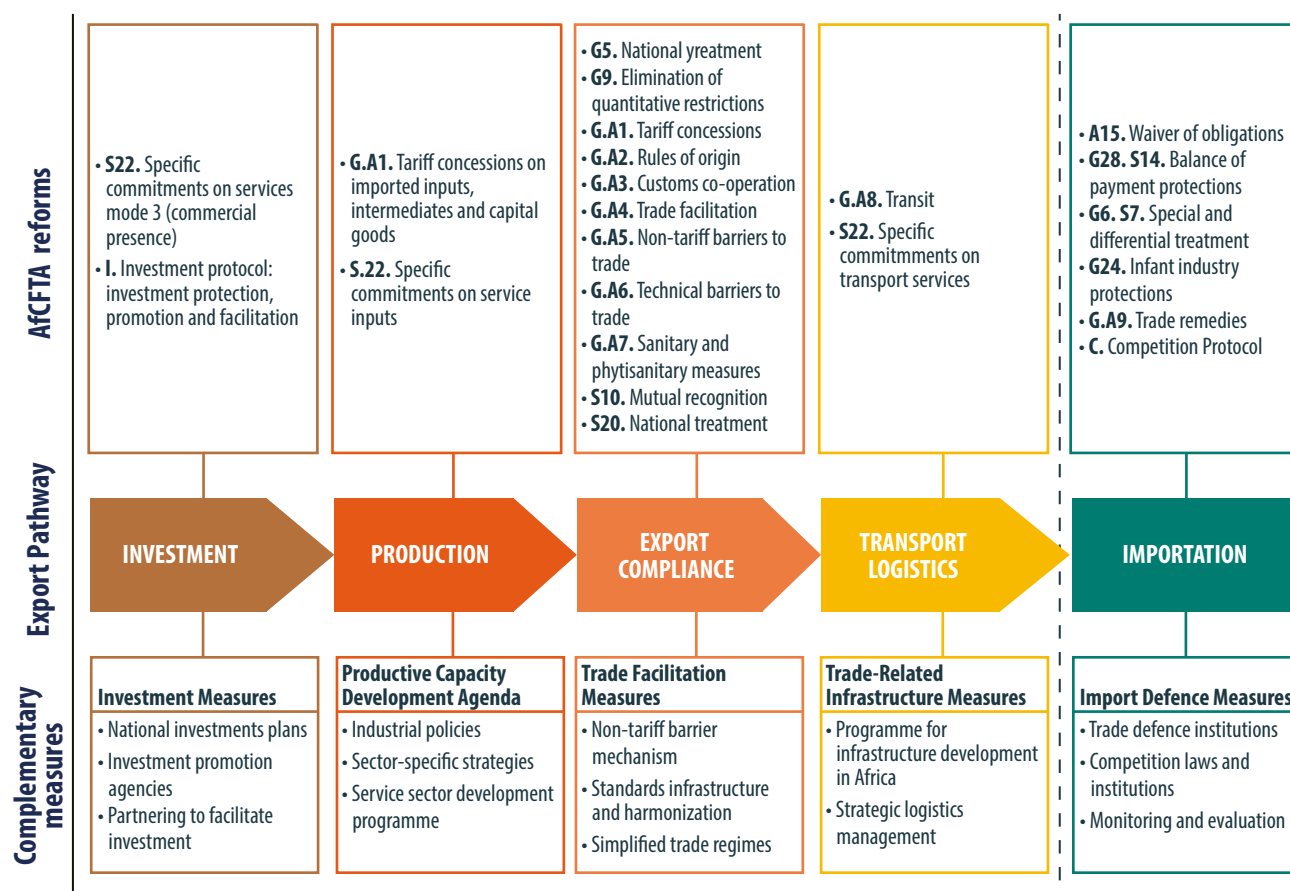 AfCFTA reforms
• S22. Specific
commitments on services
mode 3 (commercial
presence)
• I. Investment protocol:
investment protection,
promotion and facilitation
• G.A1. Tariff concessions on
imported inputs,
intermediates and capital
goods
• S.22. Specific
commitments on service
inputs
• G5. National yreatment
• G9. Elimination of
quantitative restrictions
• G.A1. Tariff concessions
• G.A2. Rules of origin
• G.A3. Customs co-operation
• G.A4. Trade facilitation
• G.A5. Non-tariff barriers to
trade
• G.A6. Technical barriers to
trade
• G.A7. Sanitary and
phytisanitary measures
• S10. Mutual recognition
• S20. National treatment
• G.A8. Transit
• S22. Specific
commitmments on
transport services
• A15. Waiver of obligations
• G28. S14. Balance of
payment protections
• G6. S7. Special and
differential treatment
• G24. Infant industry
protections
• G.A9. Trade remedies
• C. Competition Protocol
Export Pathway
INVESTMENT
PRODUCTION
EXPORT
COMPLIANCE
TRANSPORT
LOGISTICS
IMPORTATION
Complementary
measures
Investment Measures
• National investments plans
• Investment promotion
agencies
• Partnering to facilitate
investment
Productive Capacity
Development Agenda
• Industrial policies
• Sector-specific strategies
• Service sector development
programme
Trade Facilitation
Measures
• Non-tariff barrier
mechanism
• Standards infrastructure
and harmonization
• Simplified trade regimes
Trade-Related
Infrastructure Measures
• Programme for
infrastructure development
in Africa
• Strategic logistics
management
Import Defence Measures
• Trade defence institutions
• Competition laws and
institutions
• Monitoring and evaluation